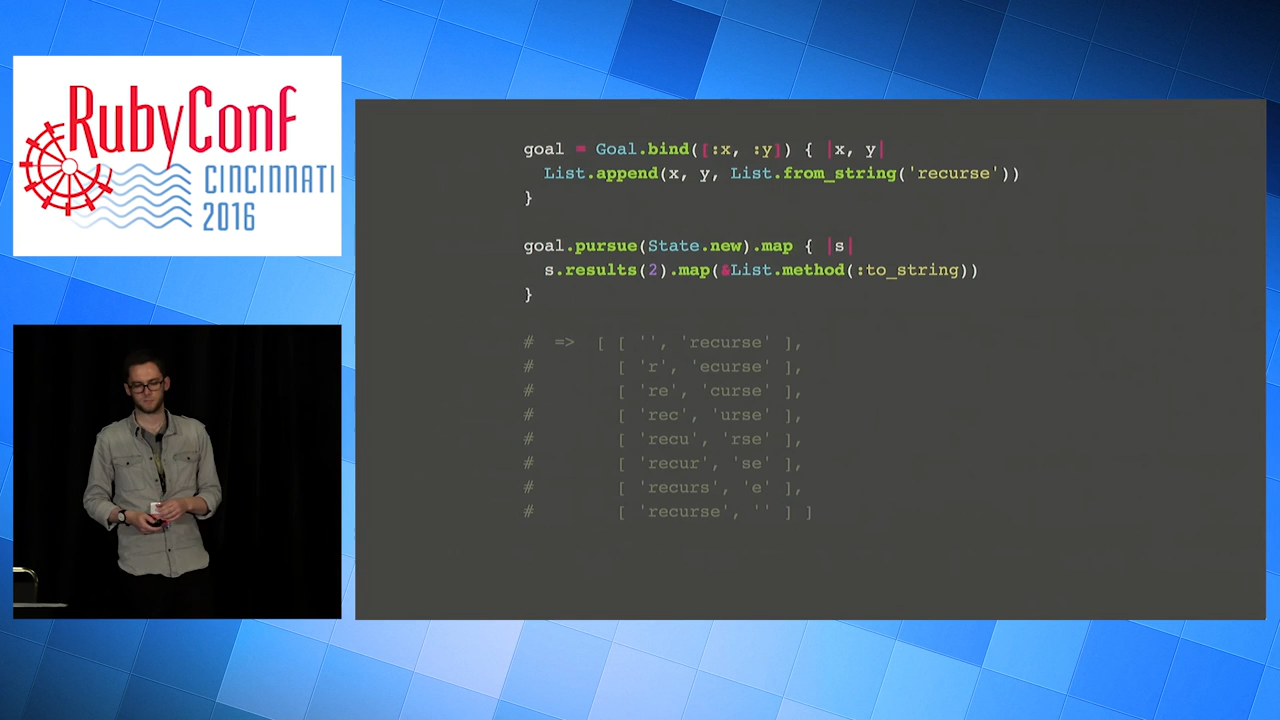 RubyConf
CINCINNATI
2016
goal = Goal.bind([:x, :y]) { |x, y|
  List.append(x, y, List.from_string('recurse'))
}
goal.pursue(State.new).map { |s|
  s.results(2).map(&List.method(:to_string))
}
#  =>  [ [ '', 'recurse' ],
#        [ 'r', 'ecurse' ],
#        [ 're', 'curse' ],
#        [ 'rec', 'urse' ],
#        [ 'recu', 'rse' ],
#        [ 'recur', 'se' ],
#        [ 'recurs', 'e' ],
#        [ 'recurse', '' ] ]